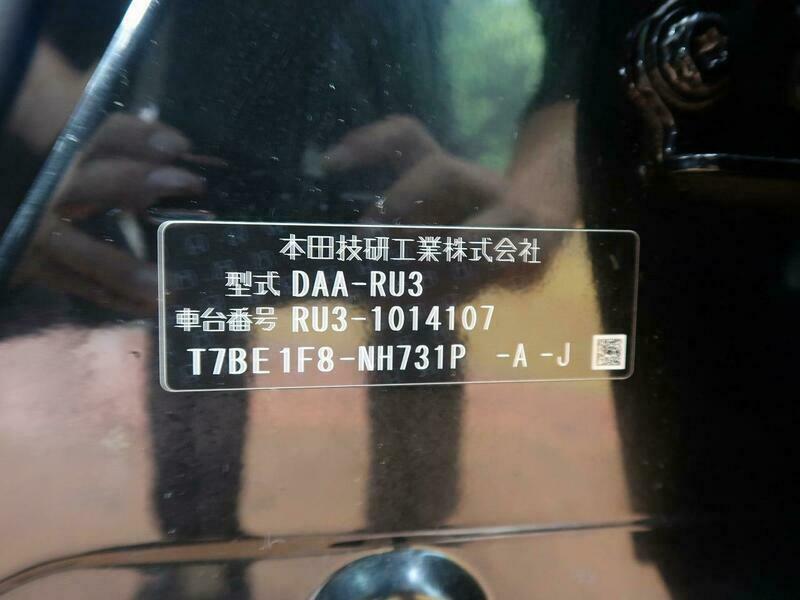 本田技研工業株式会社
型式 DAA-RU3
車台番号 RU3-1014107
T7BE1F8-NH731P -A -J